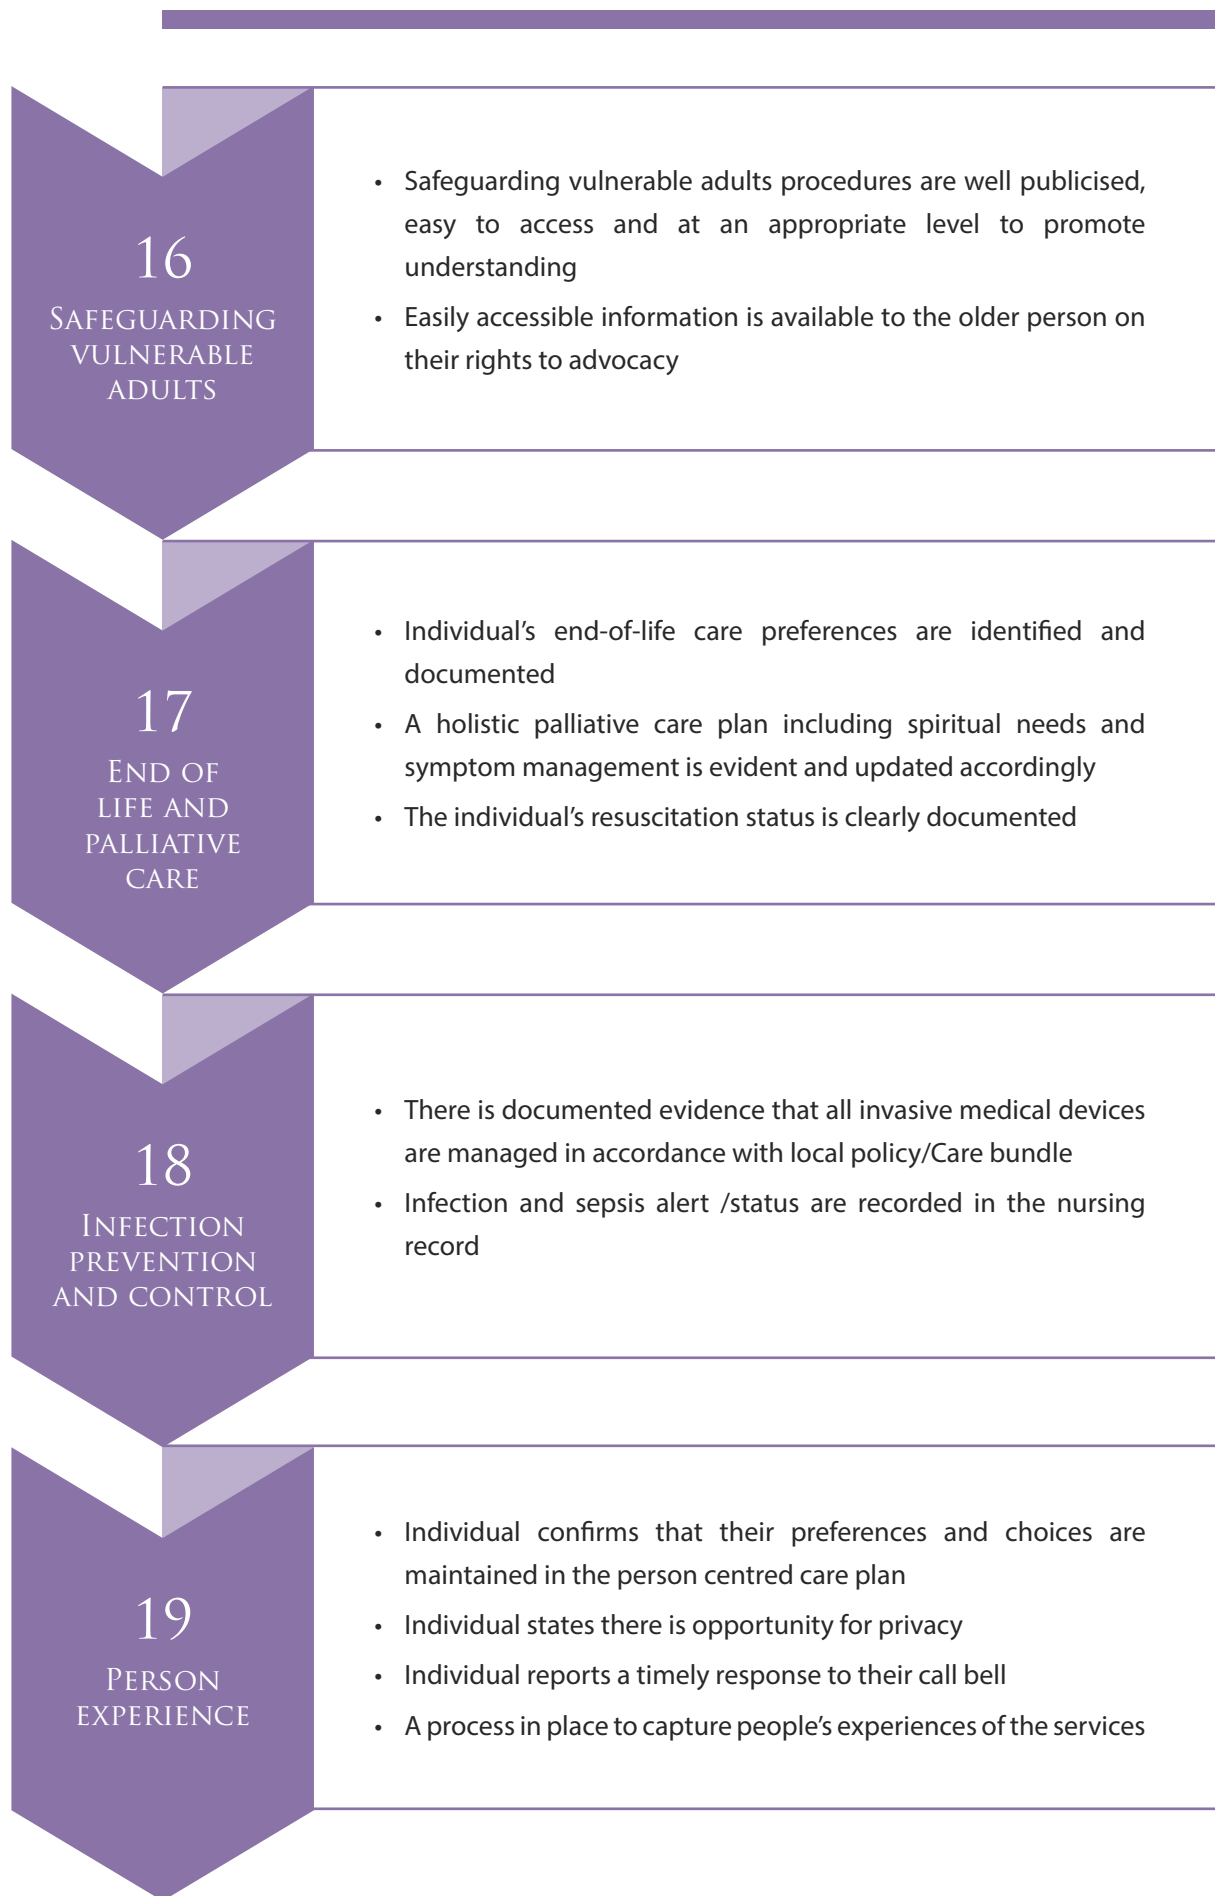 16
Safeguarding
vulnerable
adults
• Safeguarding vulnerable adults procedures are well publicised,
easy to access and at an appropriate level to promote
understanding
• Easily accessible information is available to the older person on
their rights to advocacy
17
End of
life and
palliative
care
• Individual’s end-of-life care preferences are identified and
documented
• A holistic palliative care plan including spiritual needs and
symptom management is evident and updated accordingly
• The individual’s resuscitation status is clearly documented
18
Infection
prevention
and control
• There is documented evidence that all invasive medical devices
are managed in accordance with local policy/Care bundle
• Infection and sepsis alert /status are recorded in the nursing
record
19
Person
experience
• Individual confirms that their preferences and choices are
maintained in the person centred care plan
• Individual states there is opportunity for privacy
• Individual reports a timely response to their call bell
• A process in place to capture people’s experiences of the services